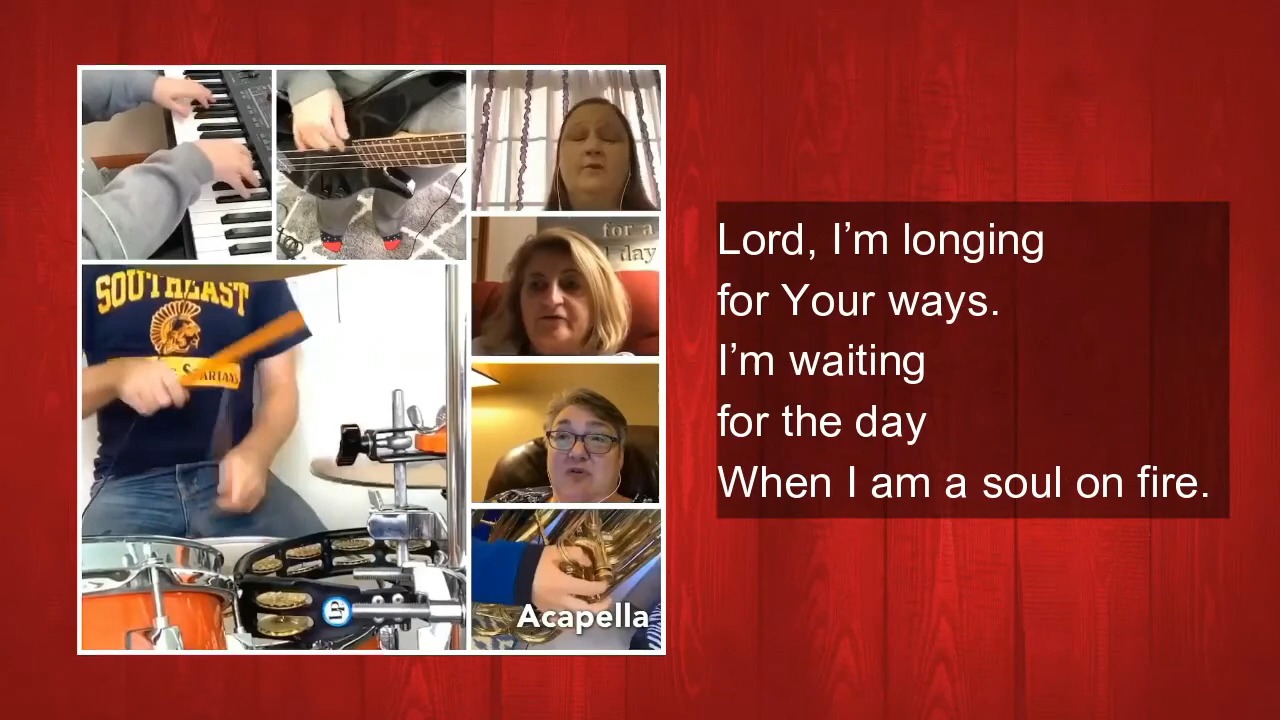 SOUTHEAST
SPARTANS
for a
day
LP
Acapella
Lord, I’m longing
for Your ways.
I’m waiting
for the day
When I am a soul on fire.